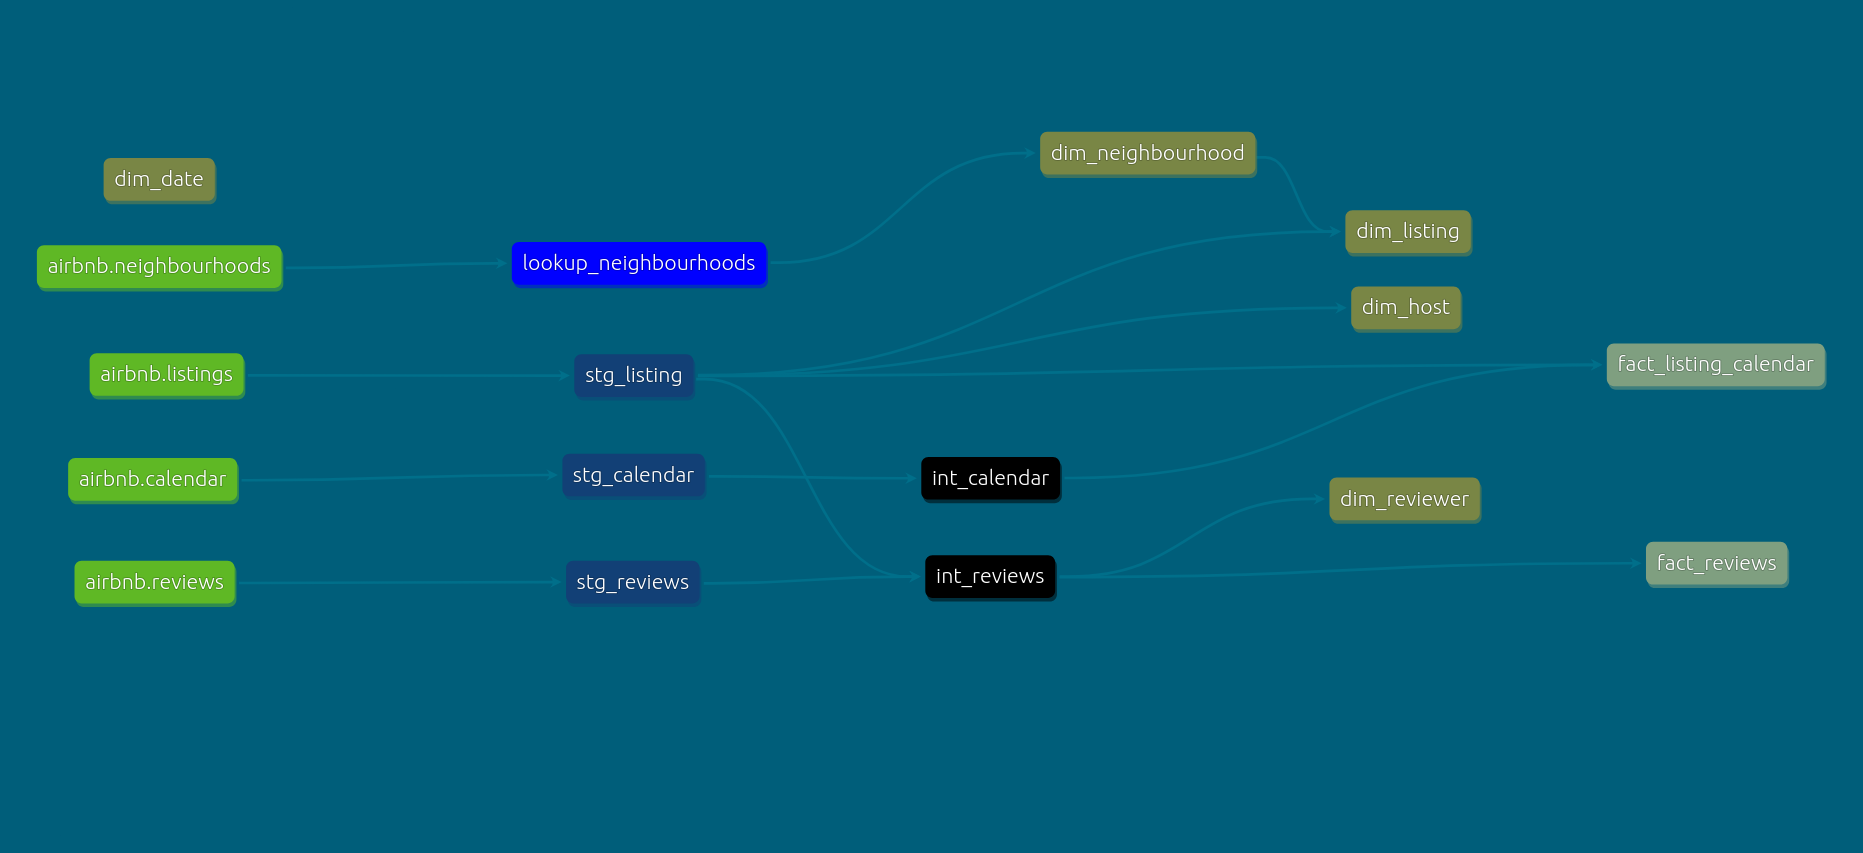 dim_date
airbnb.neighbourhoods
airbnb.listings
airbnb.calendar
airbnb.reviews
lookup_neighbourhoods
stg_listing
stg_calendar
stg_reviews
int_calendar
int_reviews
dim_neighbourhood
dim_listing
dim_host
dim_reviewer
fact_listing_calendar
fact_reviews